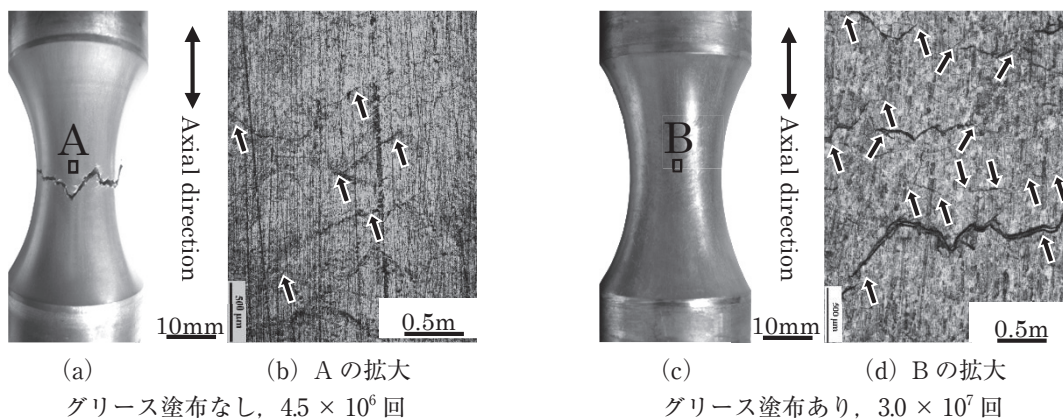 A
Axial direction
10mm
500 μm
0.5m
B
Axial direction
10mm
500 μm
0.5m
(a)
(b) A の拡大
(c)
(d) B の拡大
グリース塗布なし, 4.5 × 10⁶ 回
グリース塗布あり, 3.0 × 10⁷ 回